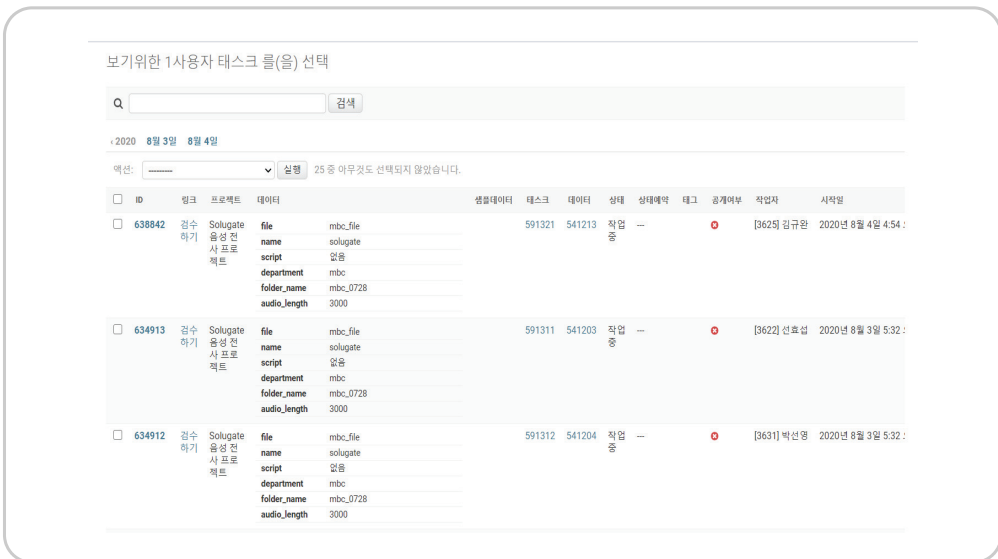 보기위한 1사용자 태스크 를(을) 선택
검색
‹ 2020 8월 3일 8월 4일
액션: --------- 실행 25 중 아무것도 선택되지 않았습니다.
ID 링크 프로젝트 데이터 샘플데이터 태스크 데이터 상태 상태예약 태그 공개여부 작업자 시작일
638842 검수 Solugate file mbc_file 591321 541213 작업 --- [3625] 김규완 2020년 8월 4일 4:54
하기 음성 전 name solugate 중
사 프로 script 없음
젝트 department mbc
folder_name mbc_0728
audio_length 3000
634913 검수 Solugate file mbc_file 591311 541203 작업 --- [3622] 선효섭 2020년 8월 3일 5:32
하기 음성 전 name solugate 중
사 프로 script 없음
젝트 department mbc
folder_name mbc_0728
audio_length 3000
634912 검수 Solugate file mbc_file 591312 541204 작업 --- [3631] 박선영 2020년 8월 3일 5:32
하기 음성 전 name solugate 중
사 프로 script 없음
젝트 department mbc
folder_name mbc_0728
audio_length 3000